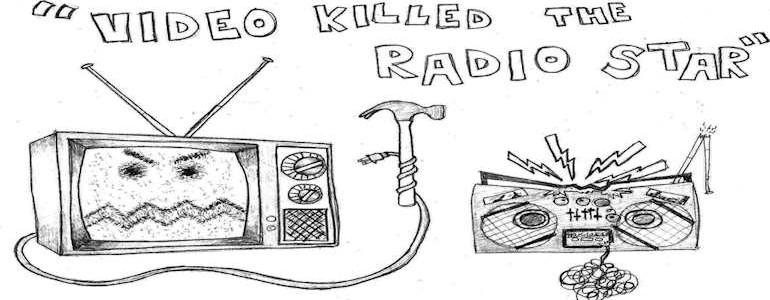 "VIDEO KILLED THE
RADIO STAR"